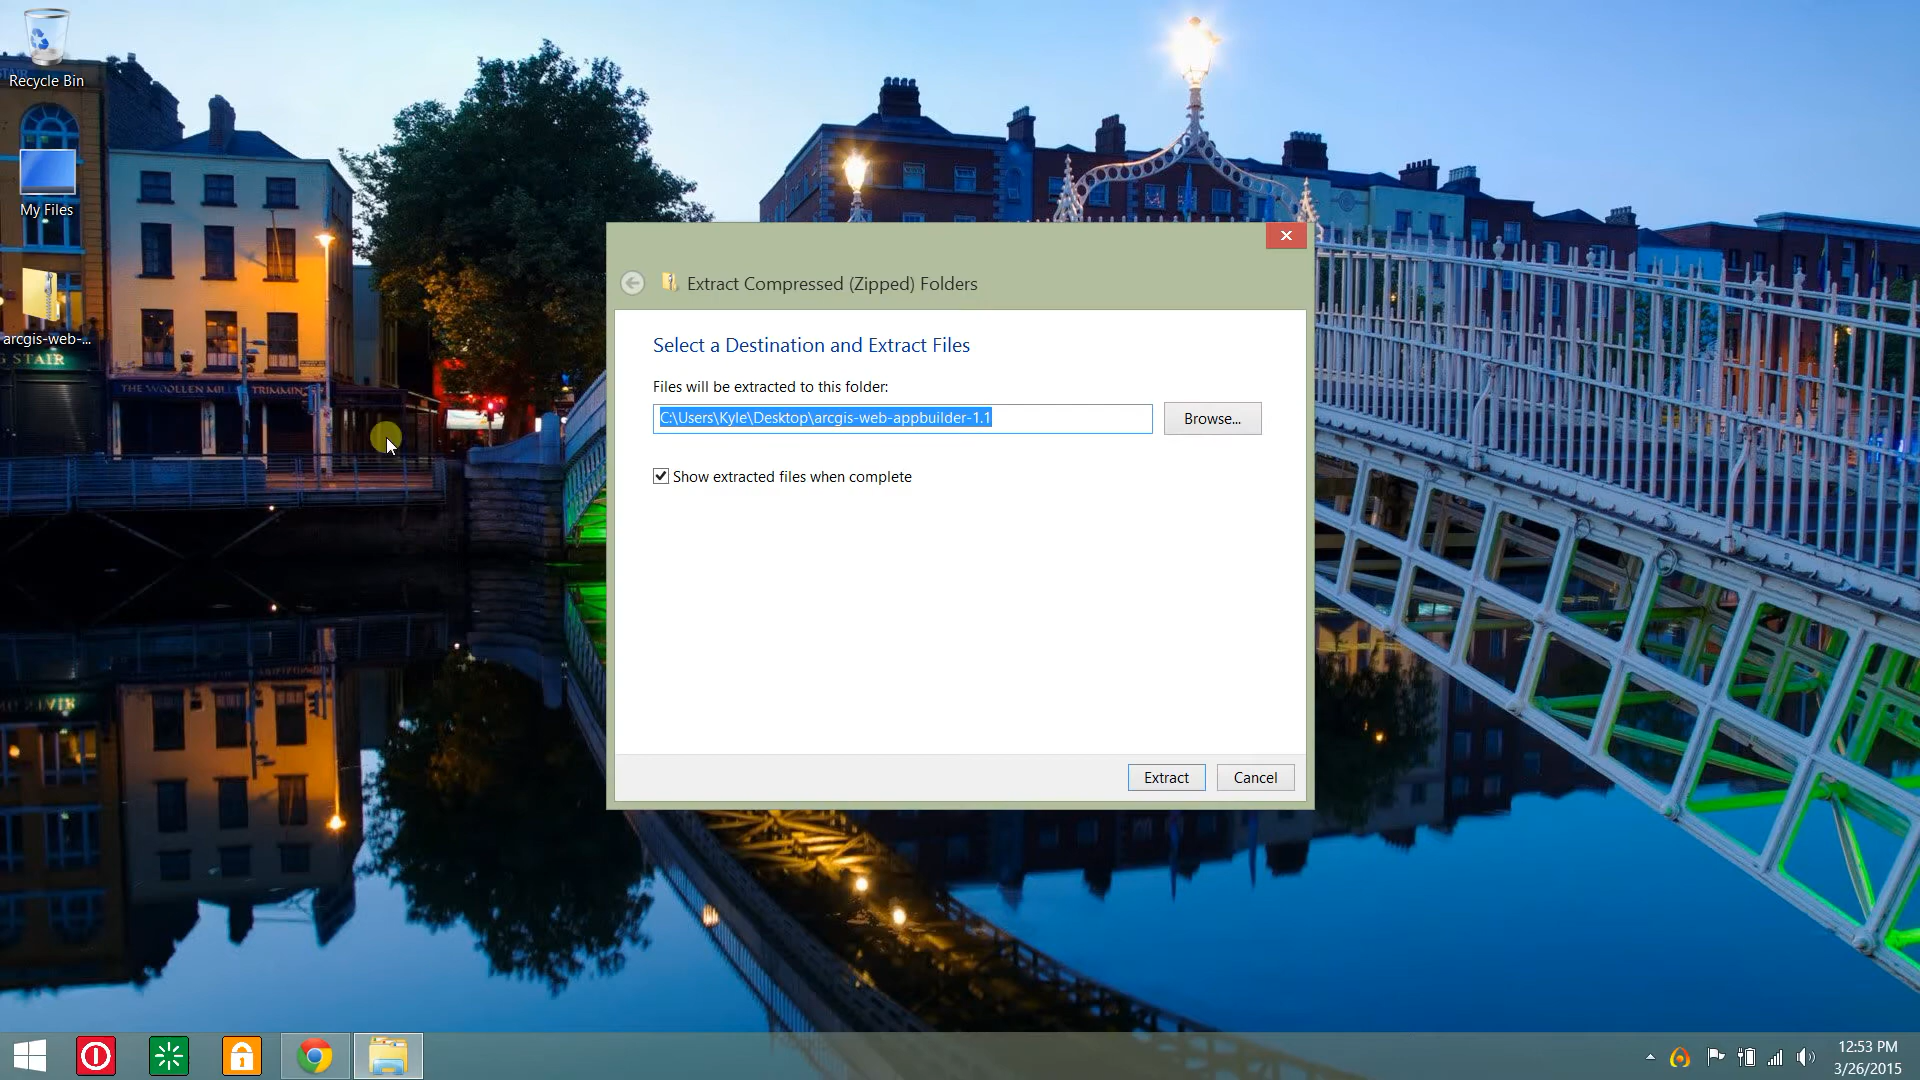 Recycle Bin
My Files
arcgis-web-...
G STAIR
THE WOOLLEN MILL TRIMMIN
Extract Compressed (Zipped) Folders
Select a Destination and Extract Files
Files will be extracted to this folder:
C:\Users\Kyle\Desktop\arcgis-web-appbuilder-1.1
Browse...
Show extracted files when complete
Extract
Cancel
12:53 PM
3/26/2015